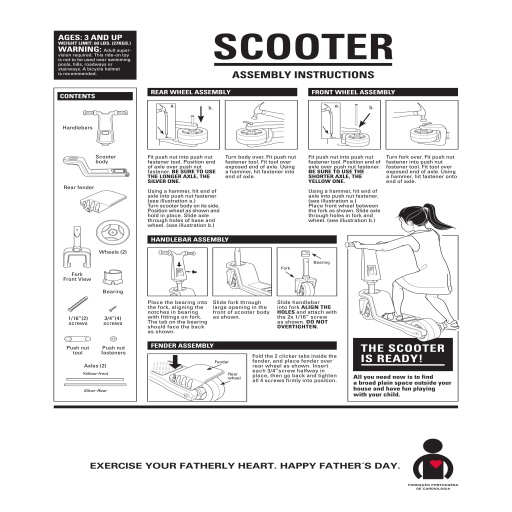 AGES: 3 AND UP
WEIGHT LIMIT: 60 LBS. (27KGS.)
WARNING: Adult super-
vision required. This ride-on toy
is not to be used near swimming
pools, hills, roadways or
stairways. A bicycle helmet
is recommended.
SCOOTER
ASSEMBLY INSTRUCTIONS
CONTENTS
Handlebars
Scooter
body
Rear fender
Wheels (2)
Fork
Front View
Bearing
1/16"(2)
SCREWS
3/4"(4)
SCREWS
Push nut
tool
Push nut
fasteners
Axles (2)
Yellow-front
Silver-Rear
REAR WHEEL ASSEMBLY
a.
b.
Fit push nut into push nut
fastener tool. Position end
of axle over push nut
fastener. BE SURE TO USE
THE LONGER AXLE, THE
SILVER ONE.
Using a hammer, hit end of
axle into push nut fastener
(see illustration a.)
Turn scooter body on its side.
Position wheel as shown and
hold in place. Slide axle
through holes of base and
wheel. (see illustration b.)
Turn body over. Fit push nut
into push nut fastener tool.
Position tool over
exposed end of axle. Using
a hammer, hit fastener into
end of axle.
FRONT WHEEL ASSEMBLY
a.
b.
Fit push nut into push nut
fastener tool. Position end
of axle over push nut
fastener. BE SURE TO USE THE
SHORTER AXLE, THE
YELLOW ONE.
Using a hammer, hit end of
axle into push nut fastener,
(see illustration a.)
Place front wheel between
the fork as shown. Slide axle
through holes in fork and
wheel. (see illustration b.)
Turn fork over. Fit push nut
into push nut fastener
tool. Fit tool over
exposed end of axle. Using
a hammer, hit fastener onto
end of axle.
HANDLEBAR ASSEMBLY
Place the bearing into
the fork, aligning the
notches in bearing
with fittings on fork.
The tab on the bearing
should face the back
as shown.
Slide fork through
large opening in the
front of scooter body
as shown.
Fork
Bearing
Slide handlebar
into fork ALIGN THE
HOLES and attach with
the 2x 1/16" screw
as shown. DO NOT
OVERTIGHTEN.
FENDER ASSEMBLY
Fender
Rear
wheel
Fold the 2 clicker tabs inside the
fender, and place fender over
rear wheel as shown. Insert
each 3/4"screw halfway in
place, then go back and tighten
all 4 screws firmly into position.
THE SCOOTER
IS READY!
All you need now is to find
a broad plain space outside your
house and have fun playing
with your child.
EXERCISE YOUR FATHERLY HEART. HAPPY FATHER´S DAY.
FUNDAÇÃO PORTUGUESA
DE CARDIOLOGIA